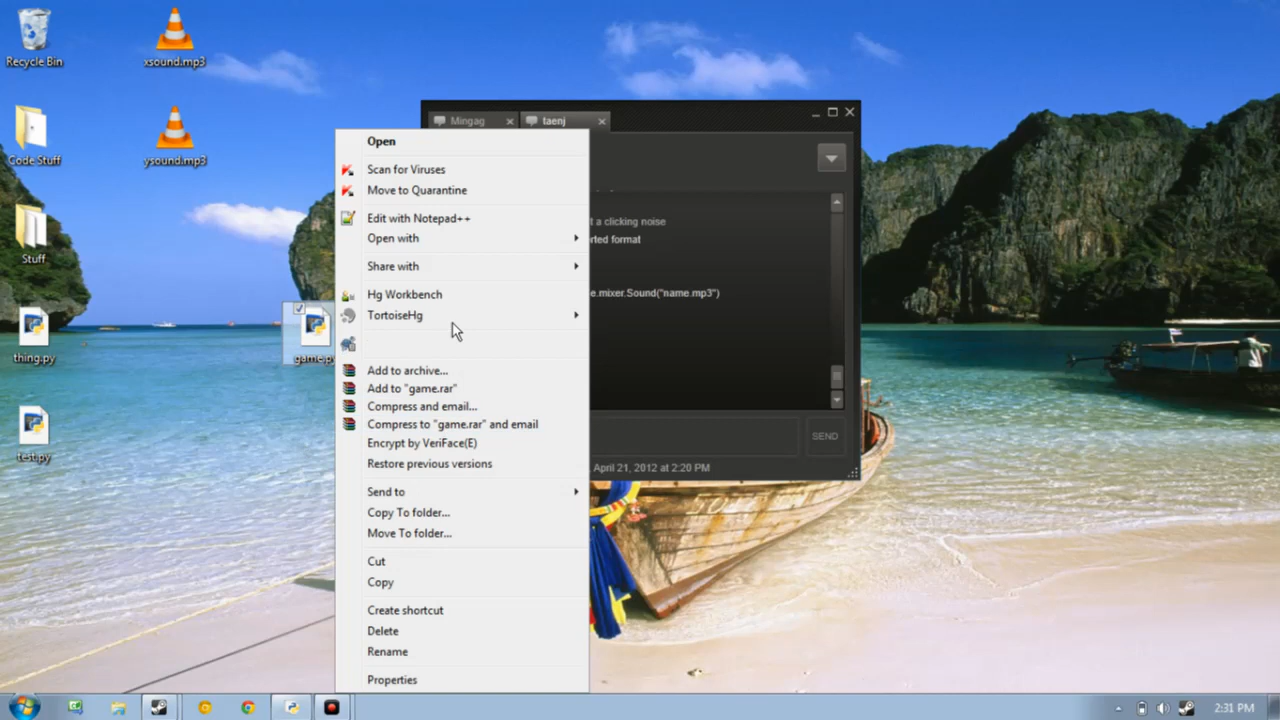 Recycle Bin
xsound.mp3
Code Stuff
ysound.mp3
Stuff
thing.py
test.py
game.py
Mingag
taenj
t a clicking noise
rted format
e.mixer.Sound("name.mp3")
SEND
April 21, 2012 at 2:20 PM
Open
Scan for Viruses
Move to Quarantine
Edit with Notepad++
Open with
Share with
Hg Workbench
TortoiseHg
Add to archive...
Add to "game.rar"
Compress and email...
Compress to "game.rar" and email
Encrypt by VeriFace(E)
Restore previous versions
Send to
Copy To folder...
Move To folder...
Cut
Copy
Create shortcut
Delete
Rename
Properties
2:31 PM